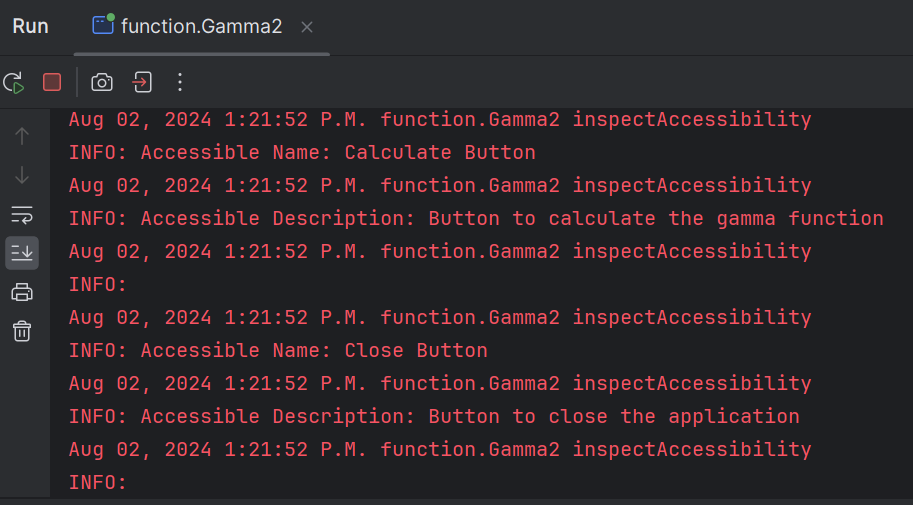 Run function.Gamma2
Aug 02, 2024 1:21:52 P.M. function.Gamma2 inspectAccessibility
INFO: Accessible Name: Calculate Button
Aug 02, 2024 1:21:52 P.M. function.Gamma2 inspectAccessibility
INFO: Accessible Description: Button to calculate the gamma function
Aug 02, 2024 1:21:52 P.M. function.Gamma2 inspectAccessibility
INFO:
Aug 02, 2024 1:21:52 P.M. function.Gamma2 inspectAccessibility
INFO: Accessible Name: Close Button
Aug 02, 2024 1:21:52 P.M. function.Gamma2 inspectAccessibility
INFO: Accessible Description: Button to close the application
Aug 02, 2024 1:21:52 P.M. function.Gamma2 inspectAccessibility
INFO: